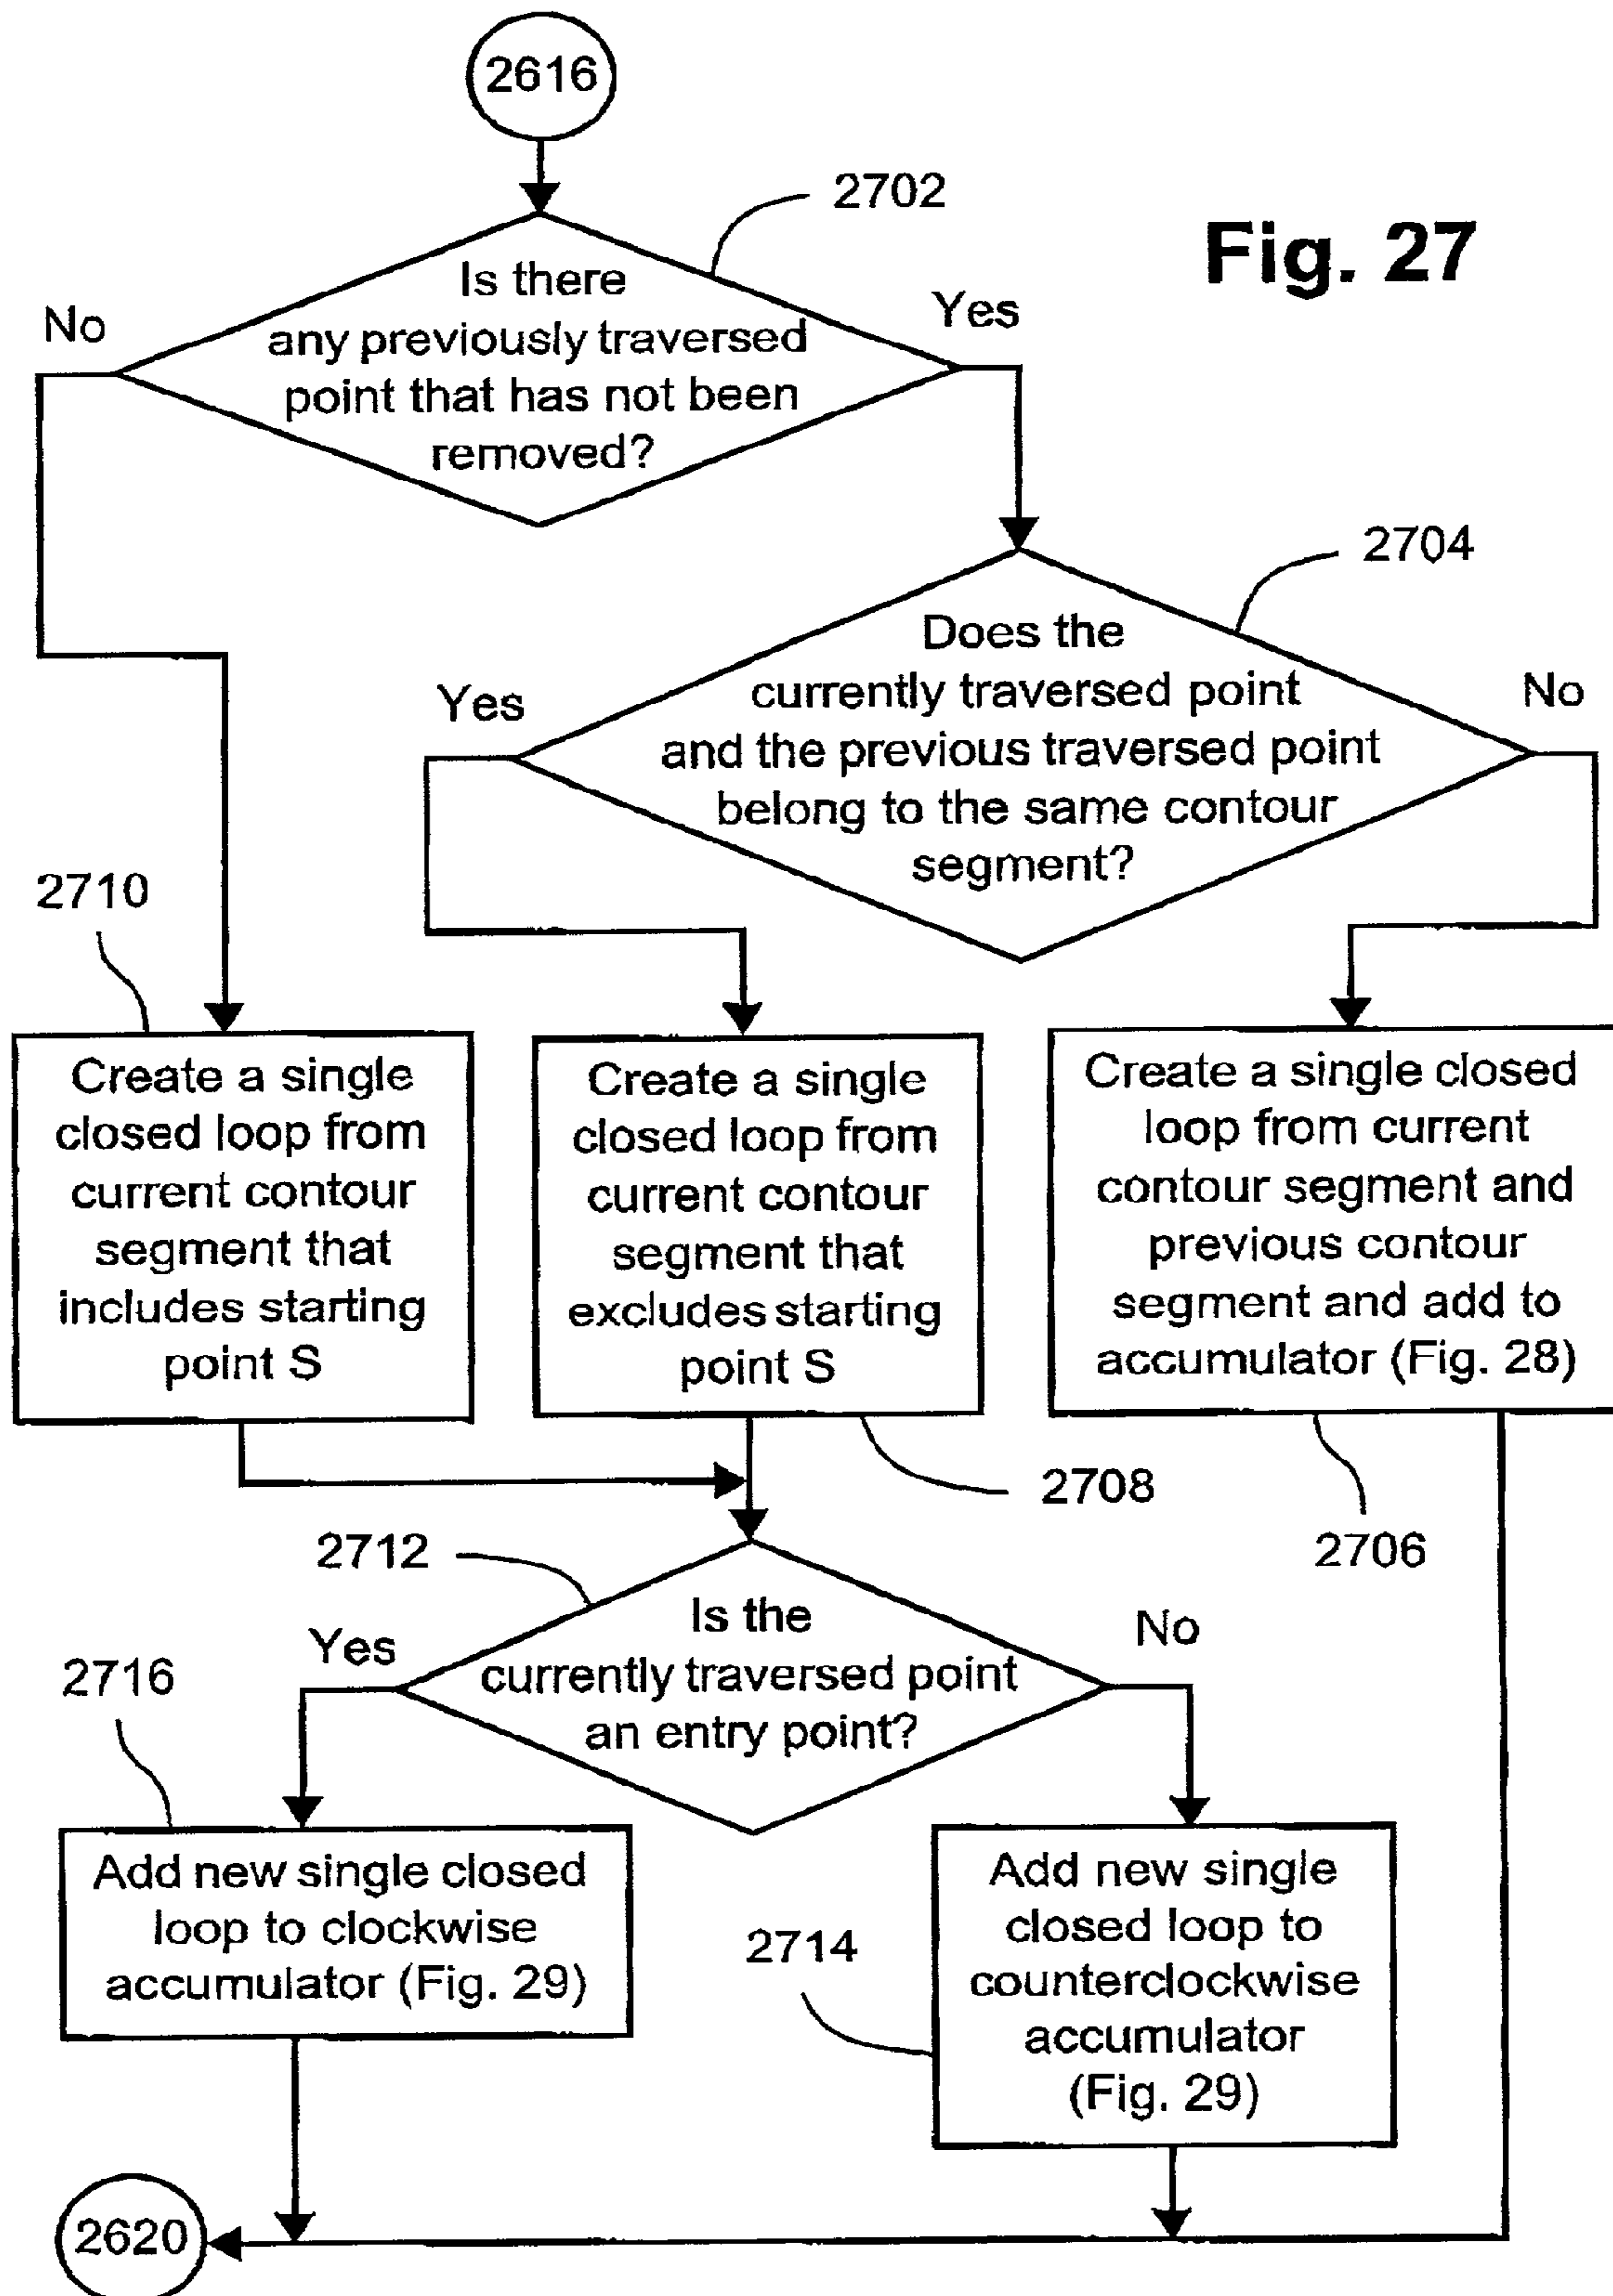 2616
2702
Fig. 27
Is there
any previously traversed
point that has not been
removed?
No
Yes
2704
Does the
currently traversed point
and the previous traversed point
belong to the same contour
segment?
Yes
No
2710
Create a single
closed loop from
current contour
segment that
includes starting
point S
Create a single
closed loop from
current contour
segment that
excludes starting
point S
Create a single closed
loop from current
contour segment and
previous contour
segment and add to
accumulator (Fig. 28)
2708
2706
2712
Is the
currently traversed point
an entry point?
Yes
No
2716
Add new single closed
loop to clockwise
accumulator (Fig. 29)
2714
Add new single
closed loop to
counterclockwise
accumulator
(Fig. 29)
2620